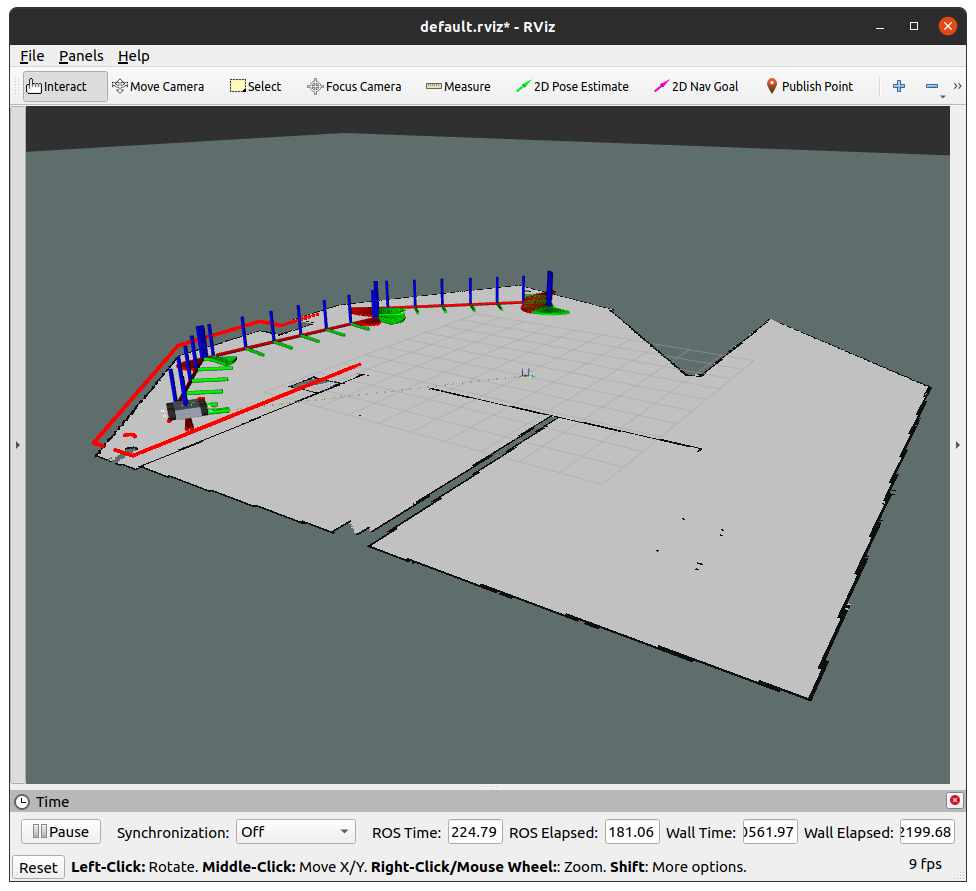 default.rviz* - RViz
File Panels Help
Interact Move Camera Select Focus Camera Measure 2D Pose Estimate 2D Nav Goal Publish Point »
Time
Pause Synchronization: Off ROS Time: 224.79 ROS Elapsed: 181.06 Wall Time: 0561.97 Wall Elapsed: 2199.68
Reset Left-Click: Rotate. Middle-Click: Move X/Y. Right-Click/Mouse Wheel:: Zoom. Shift: More options. 9 fps